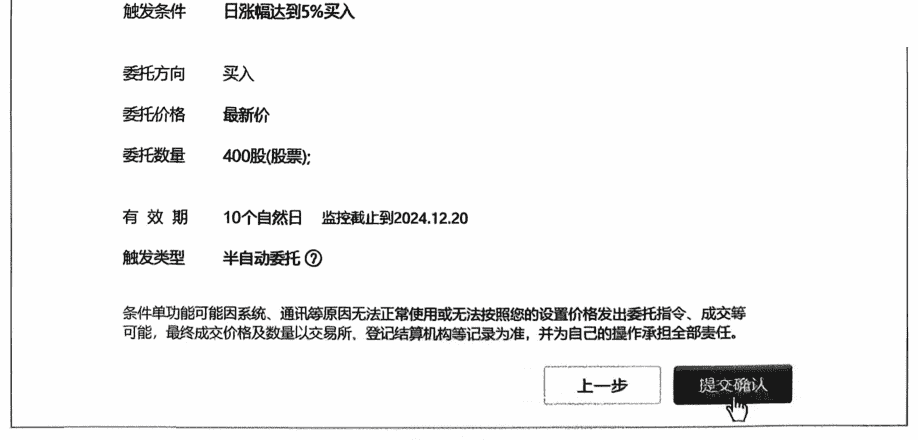 触发条件 日涨幅达到5%买入
委托方向 买入
委托价格 最新价
委托数量 400股(股票);
有 效 期 10个自然日 监控截止到2024.12.20
触发类型 半自动委托 ?
条件单功能可能因系统、通讯等原因无法正常使用或无法按照您的设置价格发出委托指令、成交等
可能，最终成交价格及数量以交易所、登记结算机构等记录为准，并为自己的操作承担全部责任。
上一步 提交确认